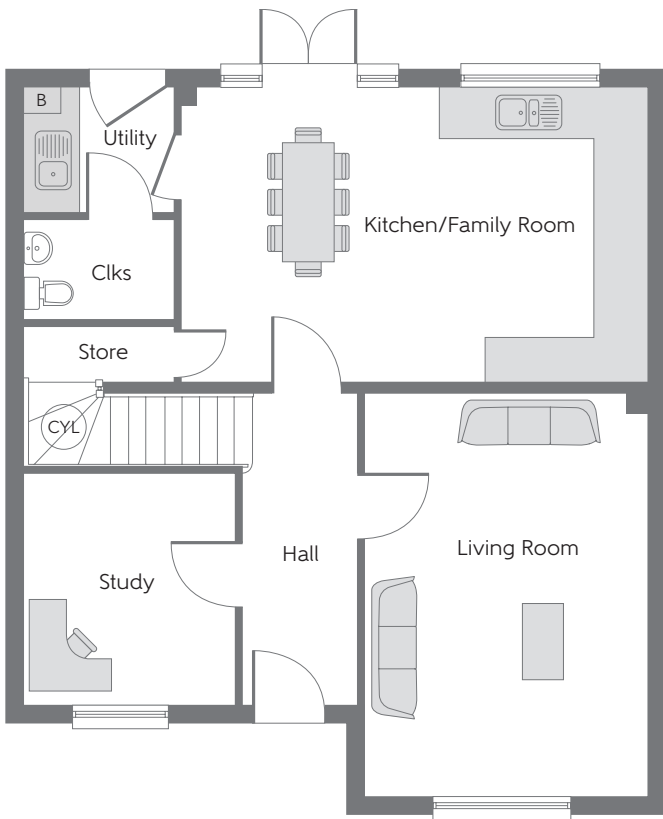 B
Utility
Kitchen/Family Room
Clks
Store
CYL
Hall
Living Room
Study